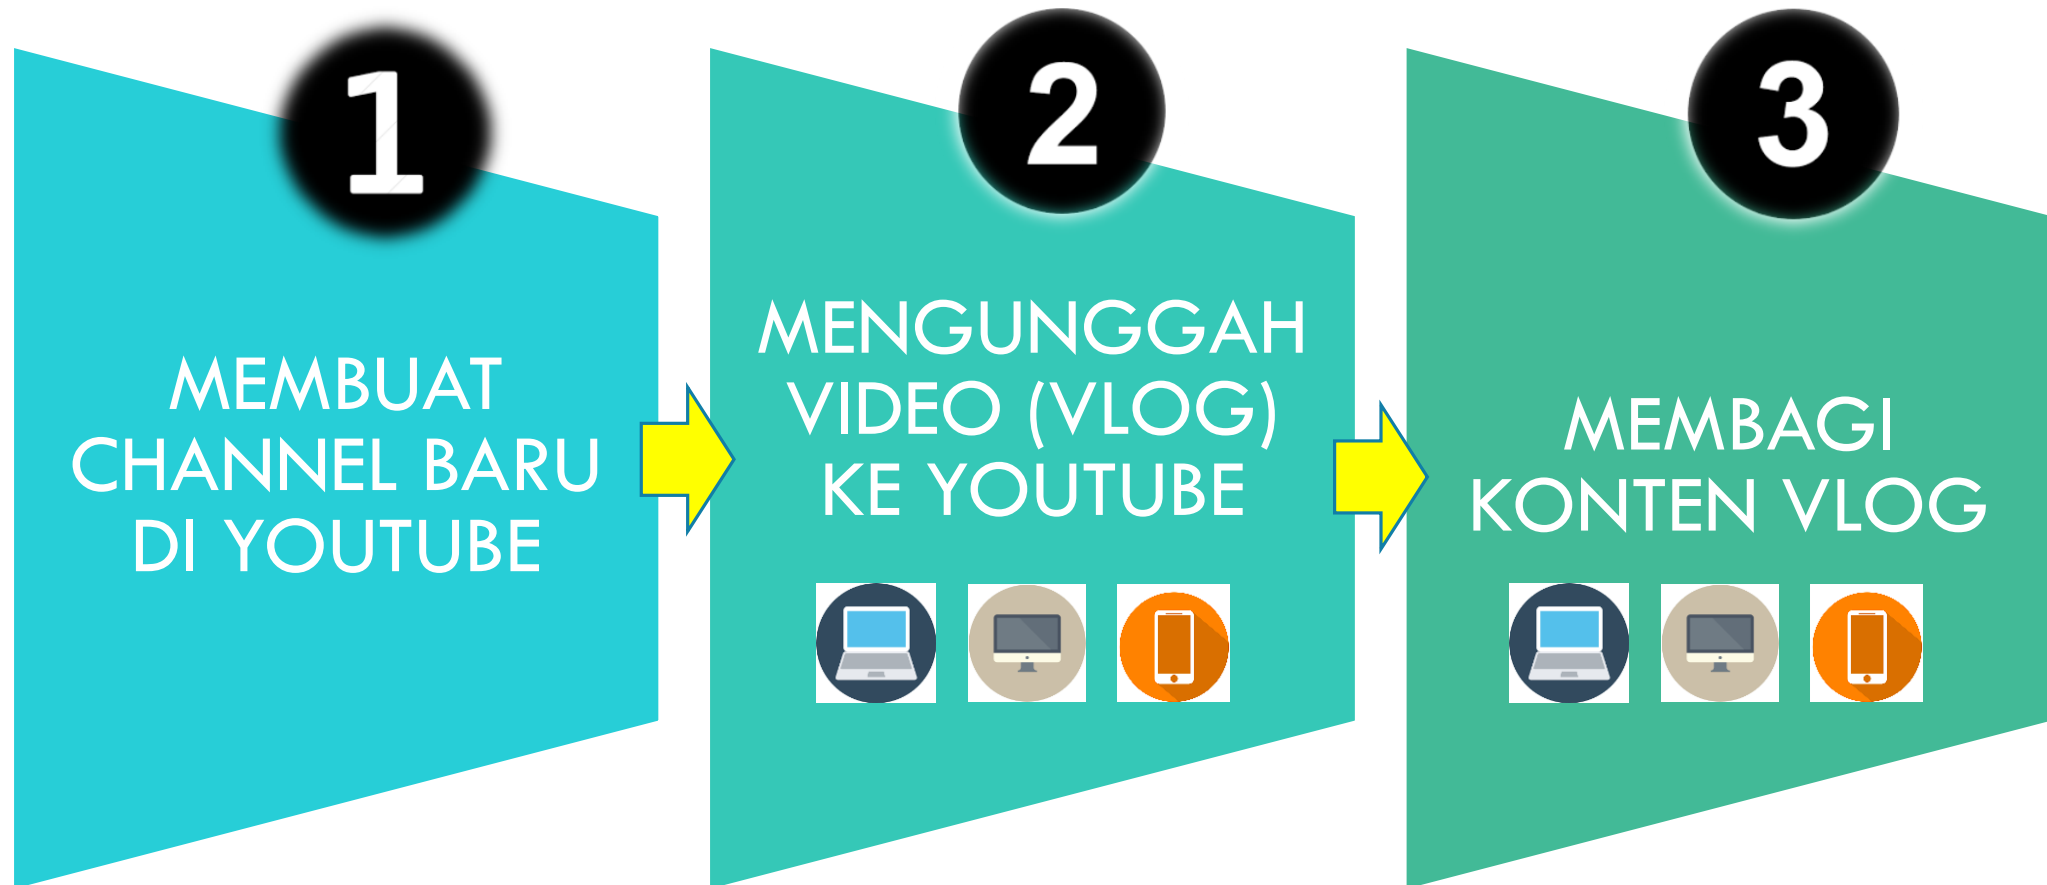 1
MEMBUAT
CHANNEL BARU
DI YOUTUBE
2
MENGUNGGAH
VIDEO (VLOG)
KE YOUTUBE
3
MEMBAGI
KONTEN VLOG